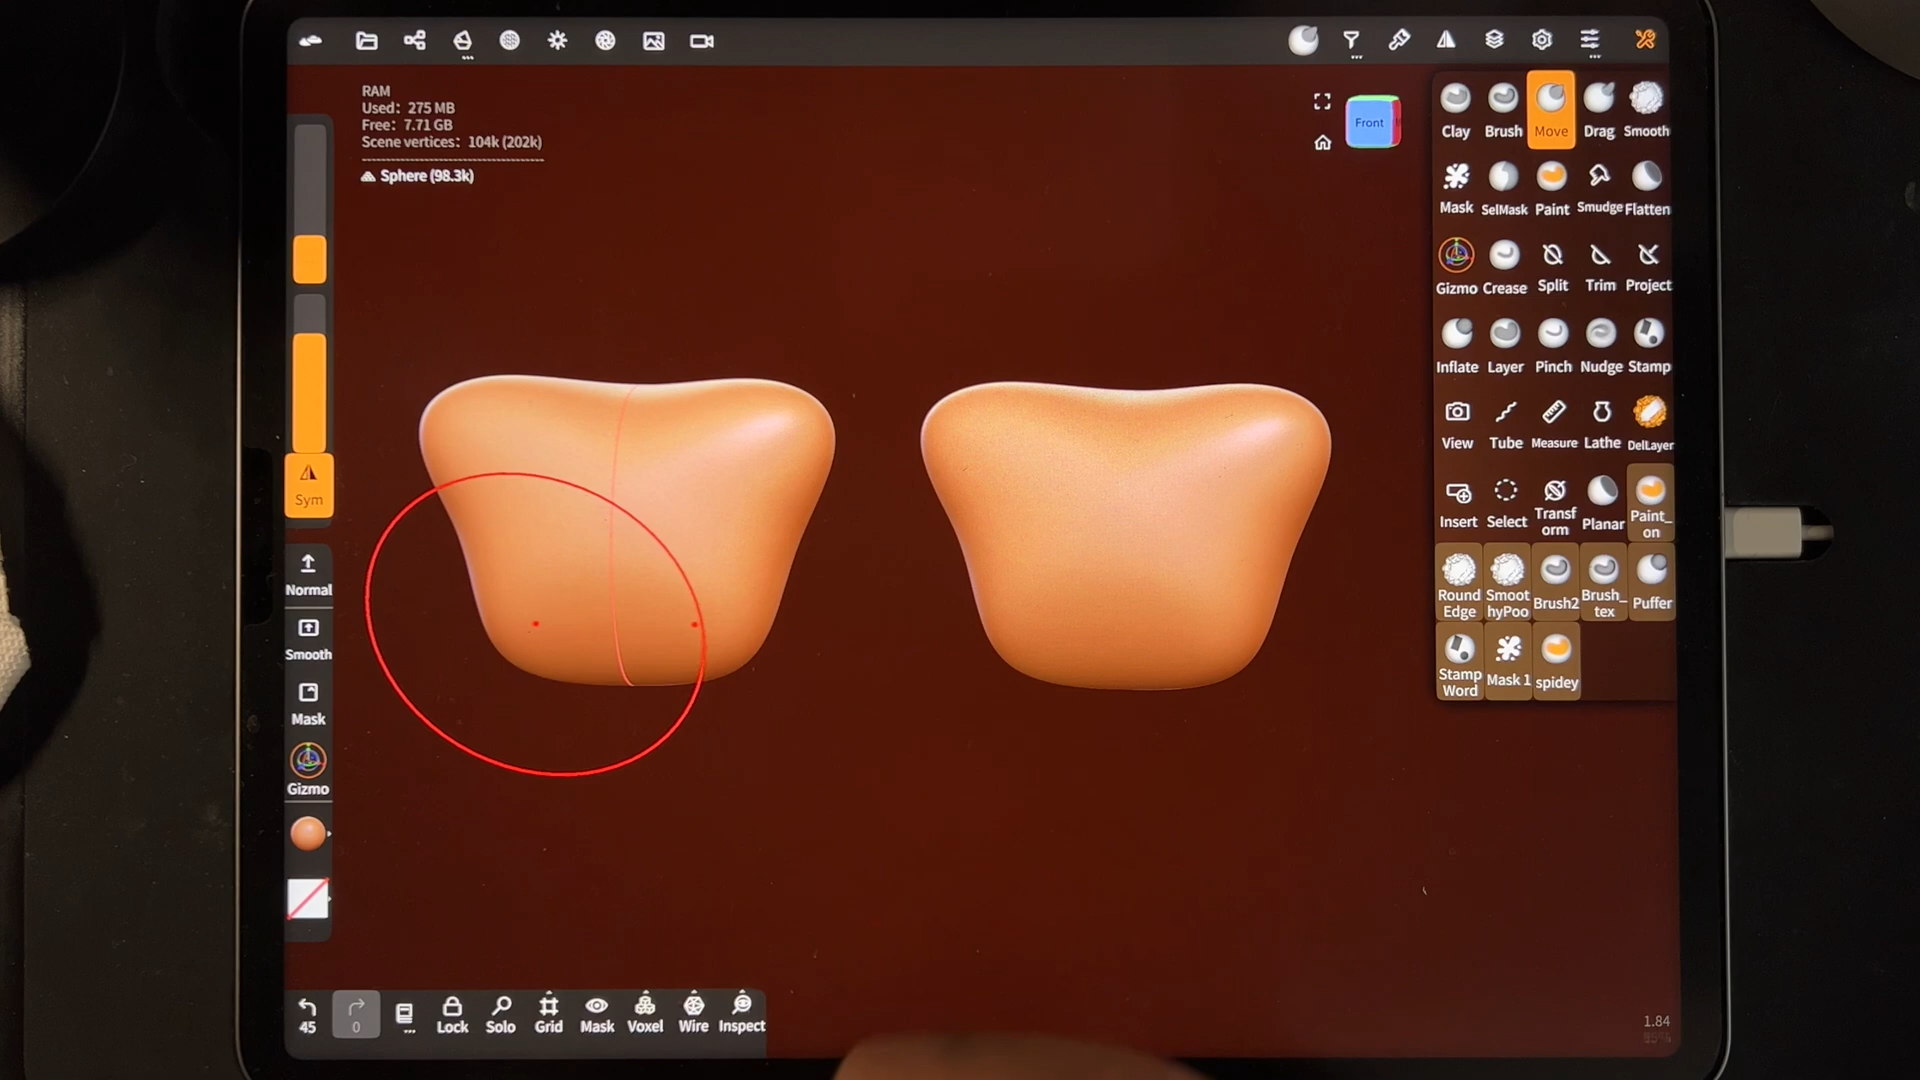 RAM
Used: 275 MB
Free: 7.71 GB
Scene vertices: 104k (202k)
Sphere (98.3k)
Front
Clay Brush Move Drag Smooth
Mask SelMask Paint Smudge Flatten
Gizmo Crease Split Trim Project
Inflate Layer Pinch Nudge Stamp
View Tube Measure Lathe DelLayer
Insert Select Transf
orm Planar Paint_
on
Round
Edge Smoot
hyPoo Brush2 Brush_
tex Puffer
Stamp
Word Mask 1 spidey
Sym
Normal
Smooth
Mask
Gizmo
45 0 Lock Solo Grid Mask Voxel Wire Inspect
1.84